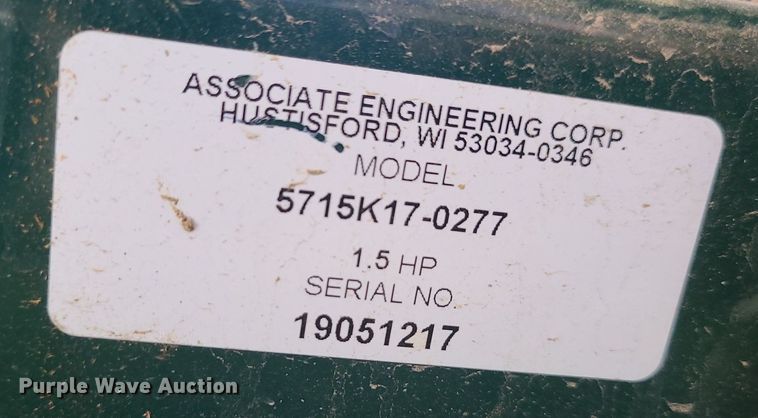 ASSOCIATE ENGINEERING CORP.
HUSTISFORD, WI 53034-0346
MODEL
5715K17-0277
1.5 HP
SERIAL NO.
19051217
Purple Wave Auction